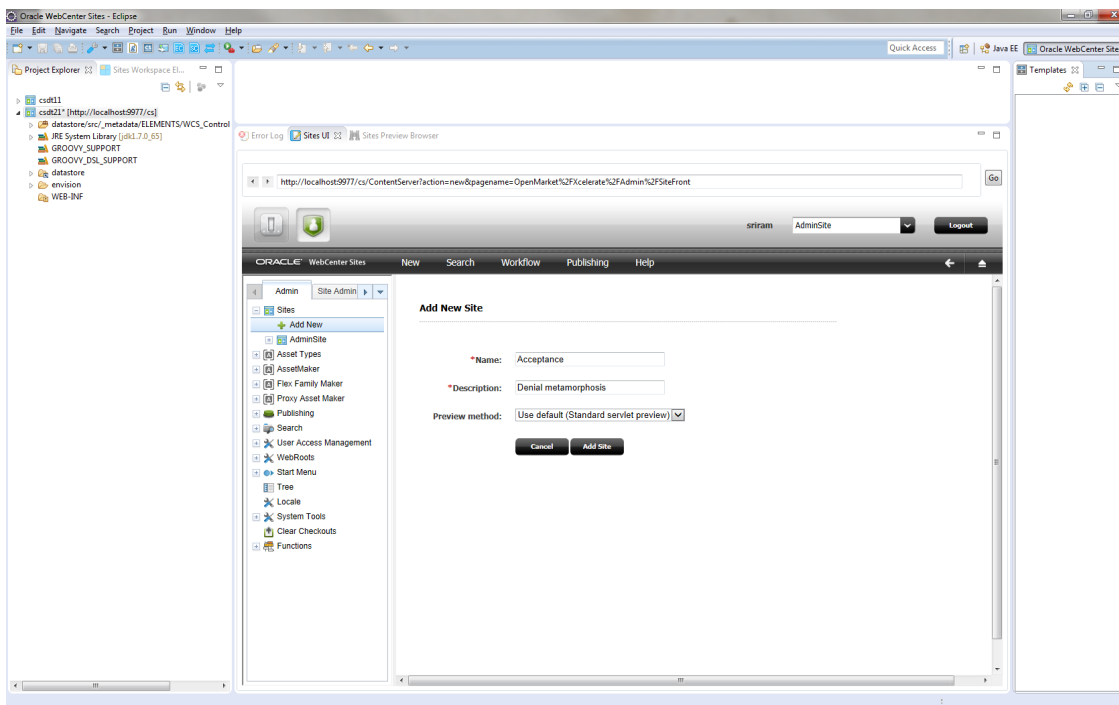 Oracle WebCenter Sites - Eclipse
File Edit Navigate Search Project Run Window Help
Quick Access
Java EE
Oracle WebCenter Site
Project Explorer
Sites Workspace El...
csdt11
csdt21* [http://localhost:9977/cs]
datastore/src/_metadata/ELEMENTS/WCS_Control
JRE System Library [jdk1.7.0_65]
GROOVY_SUPPORT
GROOVY_DSL_SUPPORT
datastore
envision
WEB-INF
Error Log
Sites UI
Sites Preview Browser
http://localhost:9977/cs/ContentServer?action=new&pagename=OpenMarket%2FXcelerate%2FAdmin%2FSiteFront
Go
sriram
AdminSite
Logout
ORACLE WebCenter Sites
New Search Workflow Publishing Help
Admin
Site Admin
Sites
Add New
AdminSite
Asset Types
AssetMaker
Flex Family Maker
Proxy Asset Maker
Publishing
Search
User Access Management
WebRoots
Start Menu
Tree
Locale
System Tools
Clear Checkouts
Functions
Add New Site
*Name: Acceptance
*Description: Denial metamorphosis
Preview method: Use default (Standard servlet preview)
Cancel
Add Site
Templates